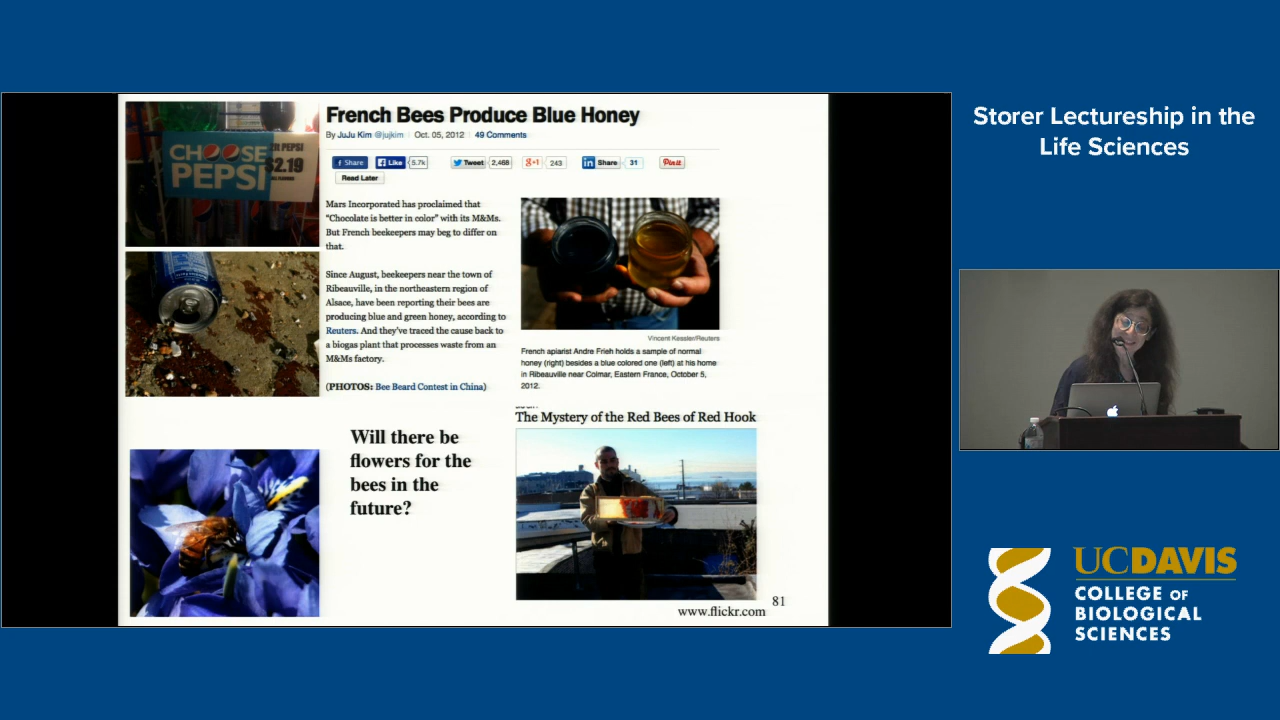 Storer Lectureship in the
Life Sciences
CHOOSE
PEPSI
PEPSI
$2.19
French Bees Produce Blue Honey
By JuJu Kim @jujkim | Oct. 05, 2012 | 49 Comments
Share
Like
5.7k
Tweet
2,468
g+1
243
in Share
31
Pin it
Read Later
Mars Incorporated has proclaimed that
“Chocolate is better in color” with its M&Ms.
But French beekeepers may beg to differ on
that.
Since August, beekeepers near the town of
Ribeauville, in the northeastern region of
Alsace, have been reporting their bees are
producing blue and green honey, according to
Reuters. And they’ve traced the cause back to
a biogas plant that processes waste from an
M&Ms factory.
(PHOTOS: Bee Beard Contest in China)
Vincent Kessler/Reuters
French apiarist Andre Frieh holds a sample of normal
honey (right) besides a blue colored one (left) at his home
in Ribeauville near Colmar, Eastern France, October 5,
2012.
The Mystery of the Red Bees of Red Hook
Will there be
flowers for the
bees in the
future?
81
www.flickr.com
UCDAVIS
COLLEGE OF
BIOLOGICAL
SCIENCES